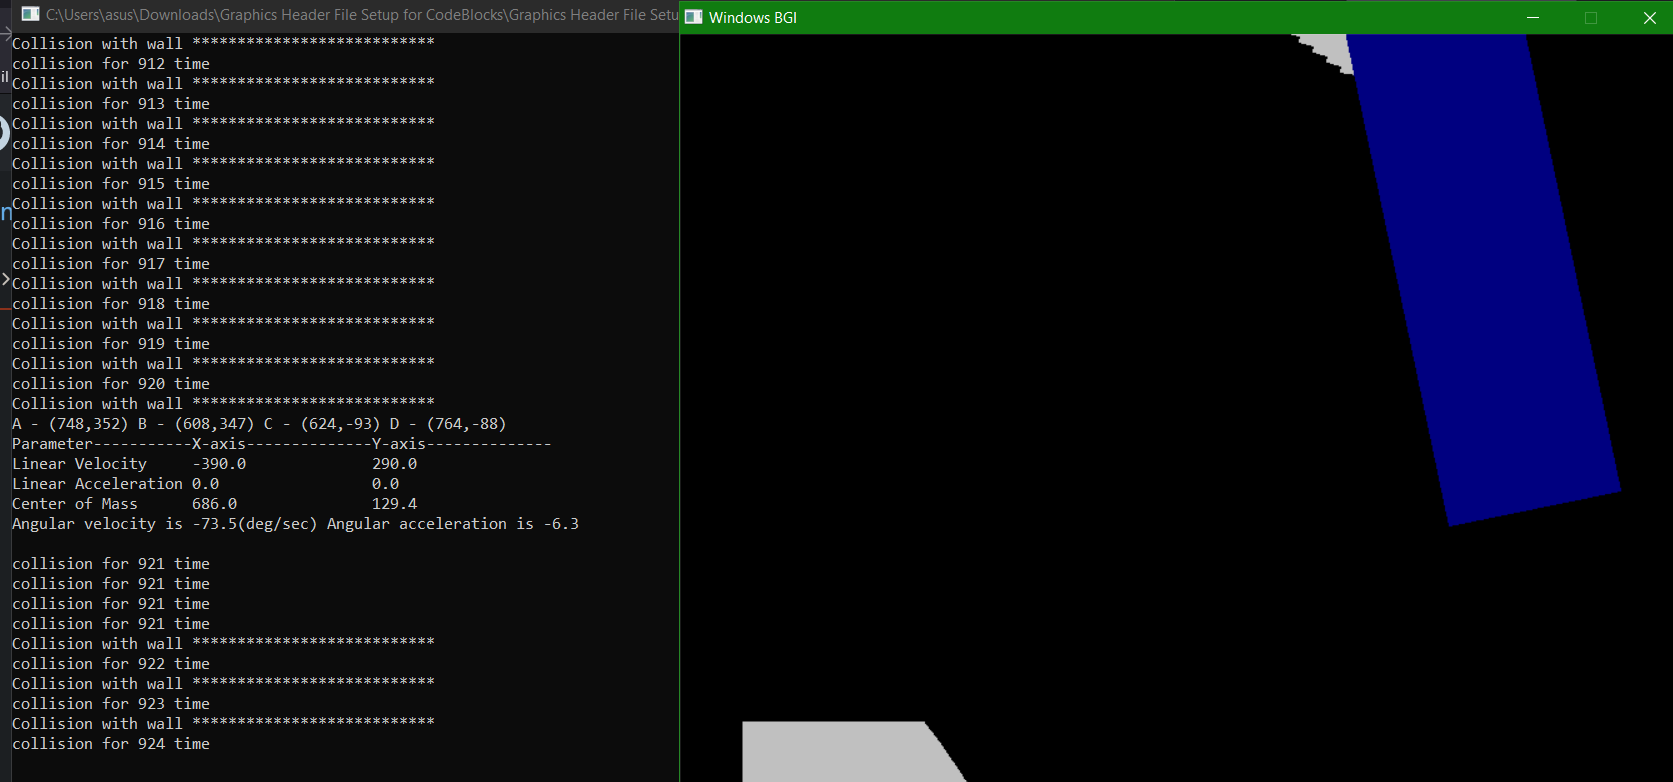 C:\Users\asus\Downloads\Graphics Header File Setup for CodeBlocks\Graphics Header File Setu
Windows BGI
il
n
Collision with wall ***************************
collision for 912 time
Collision with wall ***************************
collision for 913 time
Collision with wall ***************************
collision for 914 time
Collision with wall ***************************
collision for 915 time
Collision with wall ***************************
collision for 916 time
Collision with wall ***************************
collision for 917 time
Collision with wall ***************************
collision for 918 time
Collision with wall ***************************
collision for 919 time
Collision with wall ***************************
collision for 920 time
Collision with wall ***************************
A - (748,352) B - (608,347) C - (624,-93) D - (764,-88)
Parameter-----------X-axis--------------Y-axis--------------
Linear Velocity     -390.0              290.0
Linear Acceleration 0.0                 0.0
Center of Mass      686.0               129.4
Angular velocity is -73.5(deg/sec) Angular acceleration is -6.3
collision for 921 time
collision for 921 time
collision for 921 time
collision for 921 time
Collision with wall ***************************
collision for 922 time
Collision with wall ***************************
collision for 923 time
Collision with wall ***************************
collision for 924 time